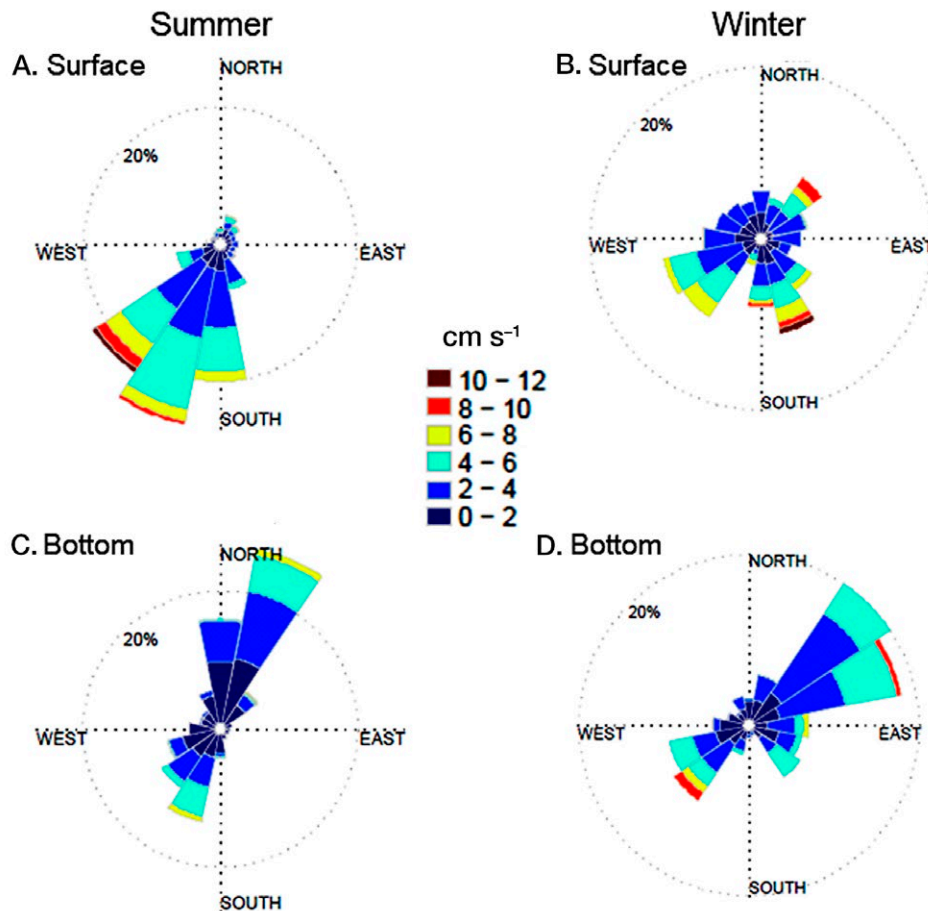 Summer
Winter
A. Surface
B. Surface
NORTH
NORTH
20%
20%
WEST
EAST
WEST
EAST
SOUTH
SOUTH
cm s⁻¹
10 – 12
8 – 10
6 – 8
4 – 6
2 – 4
0 – 2
C. Bottom
D. Bottom
NORTH
NORTH
20%
20%
WEST
EAST
WEST
EAST
SOUTH
SOUTH